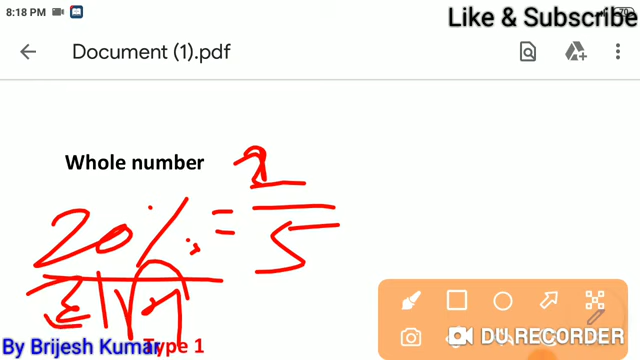 8:18 PM
Like & Subscribe
Document (1).pdf
Whole number
20% = 1/5
By Brijesh Kumar
Type 1
DU RECORDER